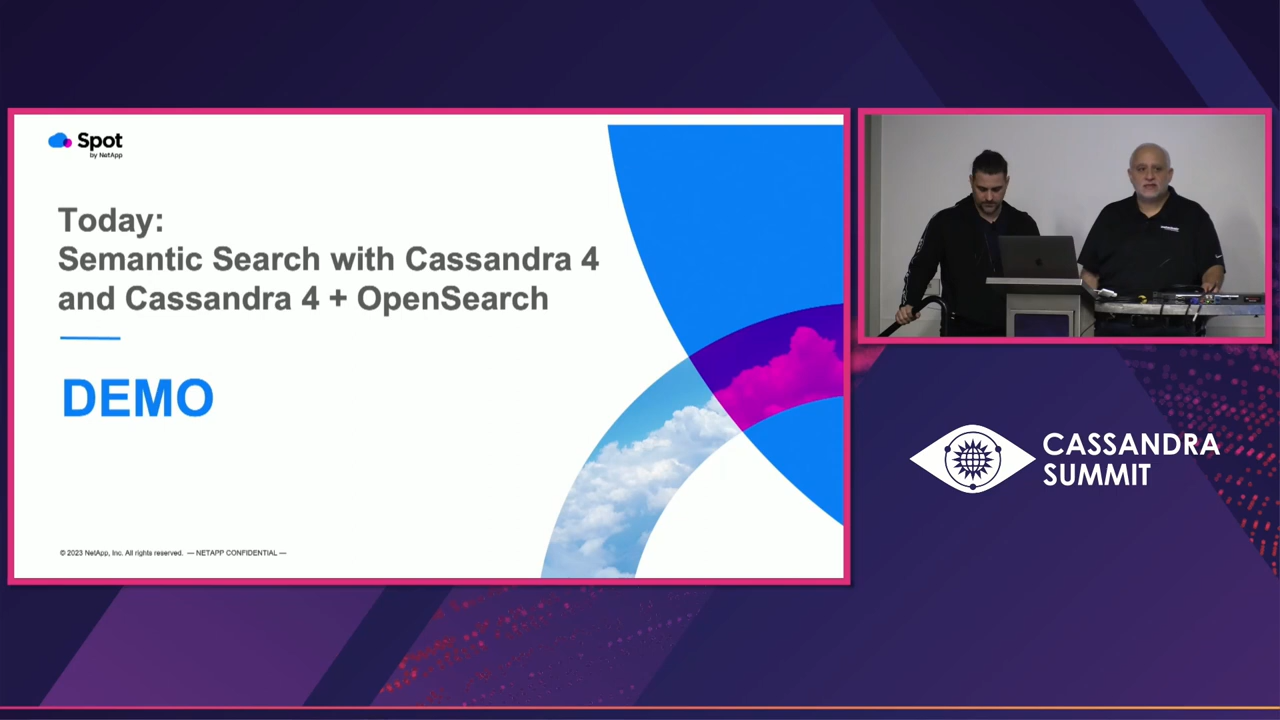 Spot
by NetApp
Today:
Semantic Search with Cassandra 4
and Cassandra 4 + OpenSearch
DEMO
© 2023 NetApp, Inc. All rights reserved. — NETAPP CONFIDENTIAL —
CASSANDRA
SUMMIT